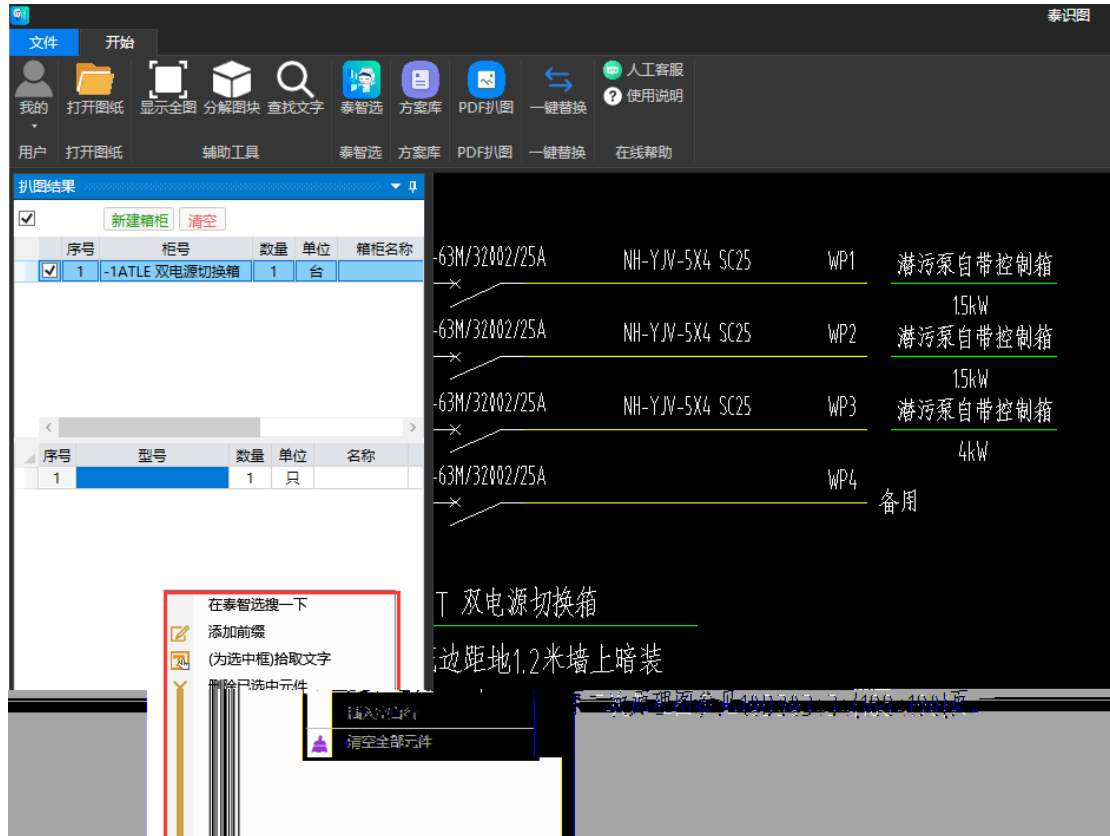 泰识图
文件 开始
我的 打开图纸 显示全图 分解图块 查找文字 泰智选 方案库 PDF扒图 一键替换 人工客服
使用说明
用户 打开图纸 辅助工具 泰智选 方案库 PDF扒图 一键替换 在线帮助
扒图结果
新建箱柜 清空
序号 柜号 数量 单位 箱柜名称
1 -1ATLE 双电源切换箱 1 台
序号 型号 数量 单位 名称
1 1 只
-63M/32002/25A NH-YJV-5X4 SC25 WP1 潜污泵自带控制箱
1.5kW
-63M/32002/25A NH-YJV-5X4 SC25 WP2 潜污泵自带控制箱
1.5kW
-63M/32002/25A NH-YJV-5X4 SC25 WP3 潜污泵自带控制箱
4kW
-63M/32002/25A WP4 备用
T 双电源切换箱
边距地1.2米墙上暗装
在泰智选搜一下
添加前缀
(为选中框)拾取文字
删除已选中元件
清空全部元件